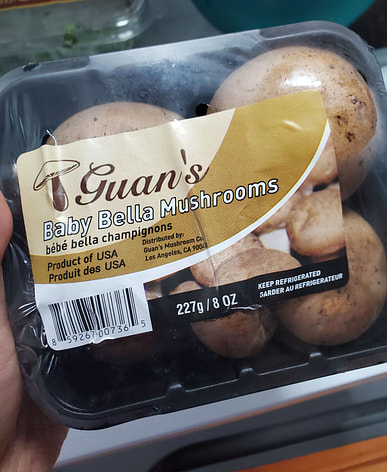 Guan's
Baby Bella Mushrooms
bébé bella champignons
Product of USA
Produit des USA
Distributed by:
Guan's Mushroom Co
Los Angeles, CA
227g / 8 OZ
KEEP REFRIGERATED
GARDER AU REFRIGERATEUR
8 59267 00736 5